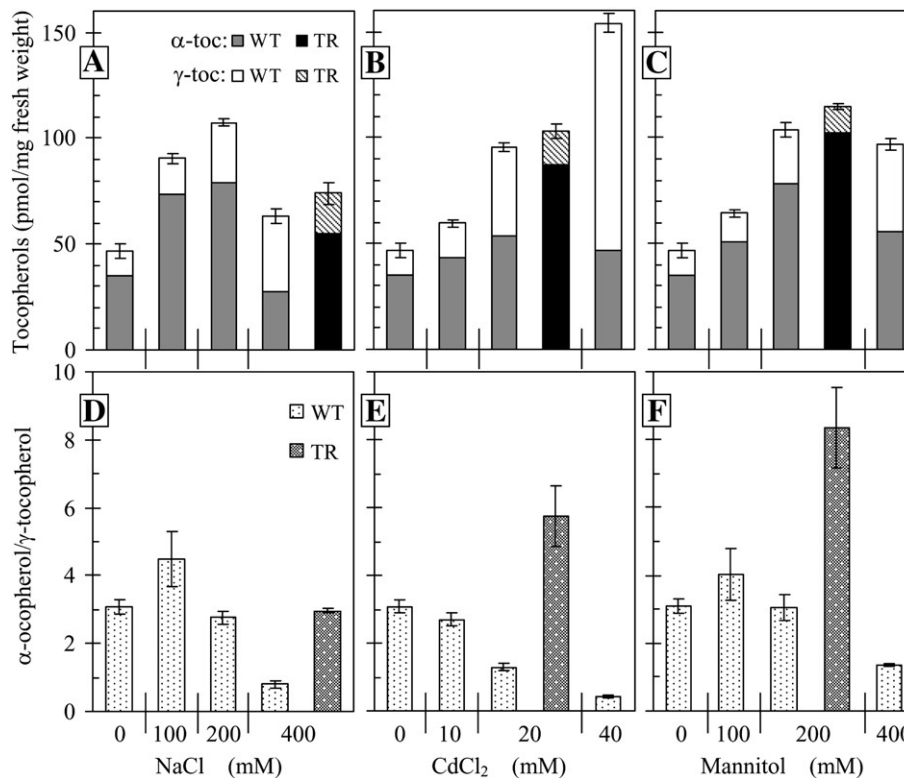 Tocopherols (pmol/mg fresh weight)
150
100
50
0
A
α-toc: WT TR
γ-toc: WT TR
B
C
α-ocopherol/γ-tocopherol
10
8
6
4
2
0
D
WT
TR
E
F
0 100 200 400
NaCl (mM)
0 10 20 40
CdCl₂ (mM)
0 100 200 400
Mannitol (mM)